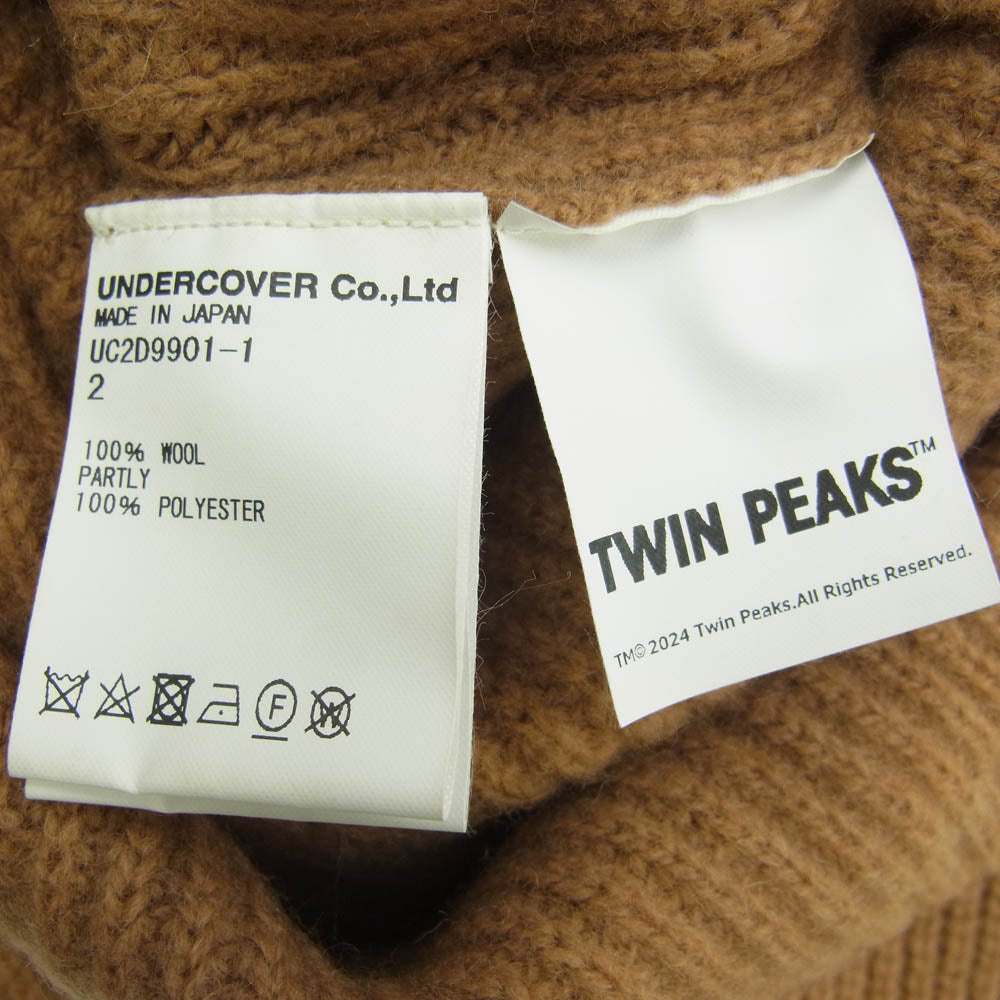 UNDERCOVER Co.,Ltd
MADE IN JAPAN
UC2D9901-1
2
100% WOOL
PARTLY
100% POLYESTER
F
W
TWIN PEAKS™
TM© 2024 Twin Peaks.All Rights Reserved.